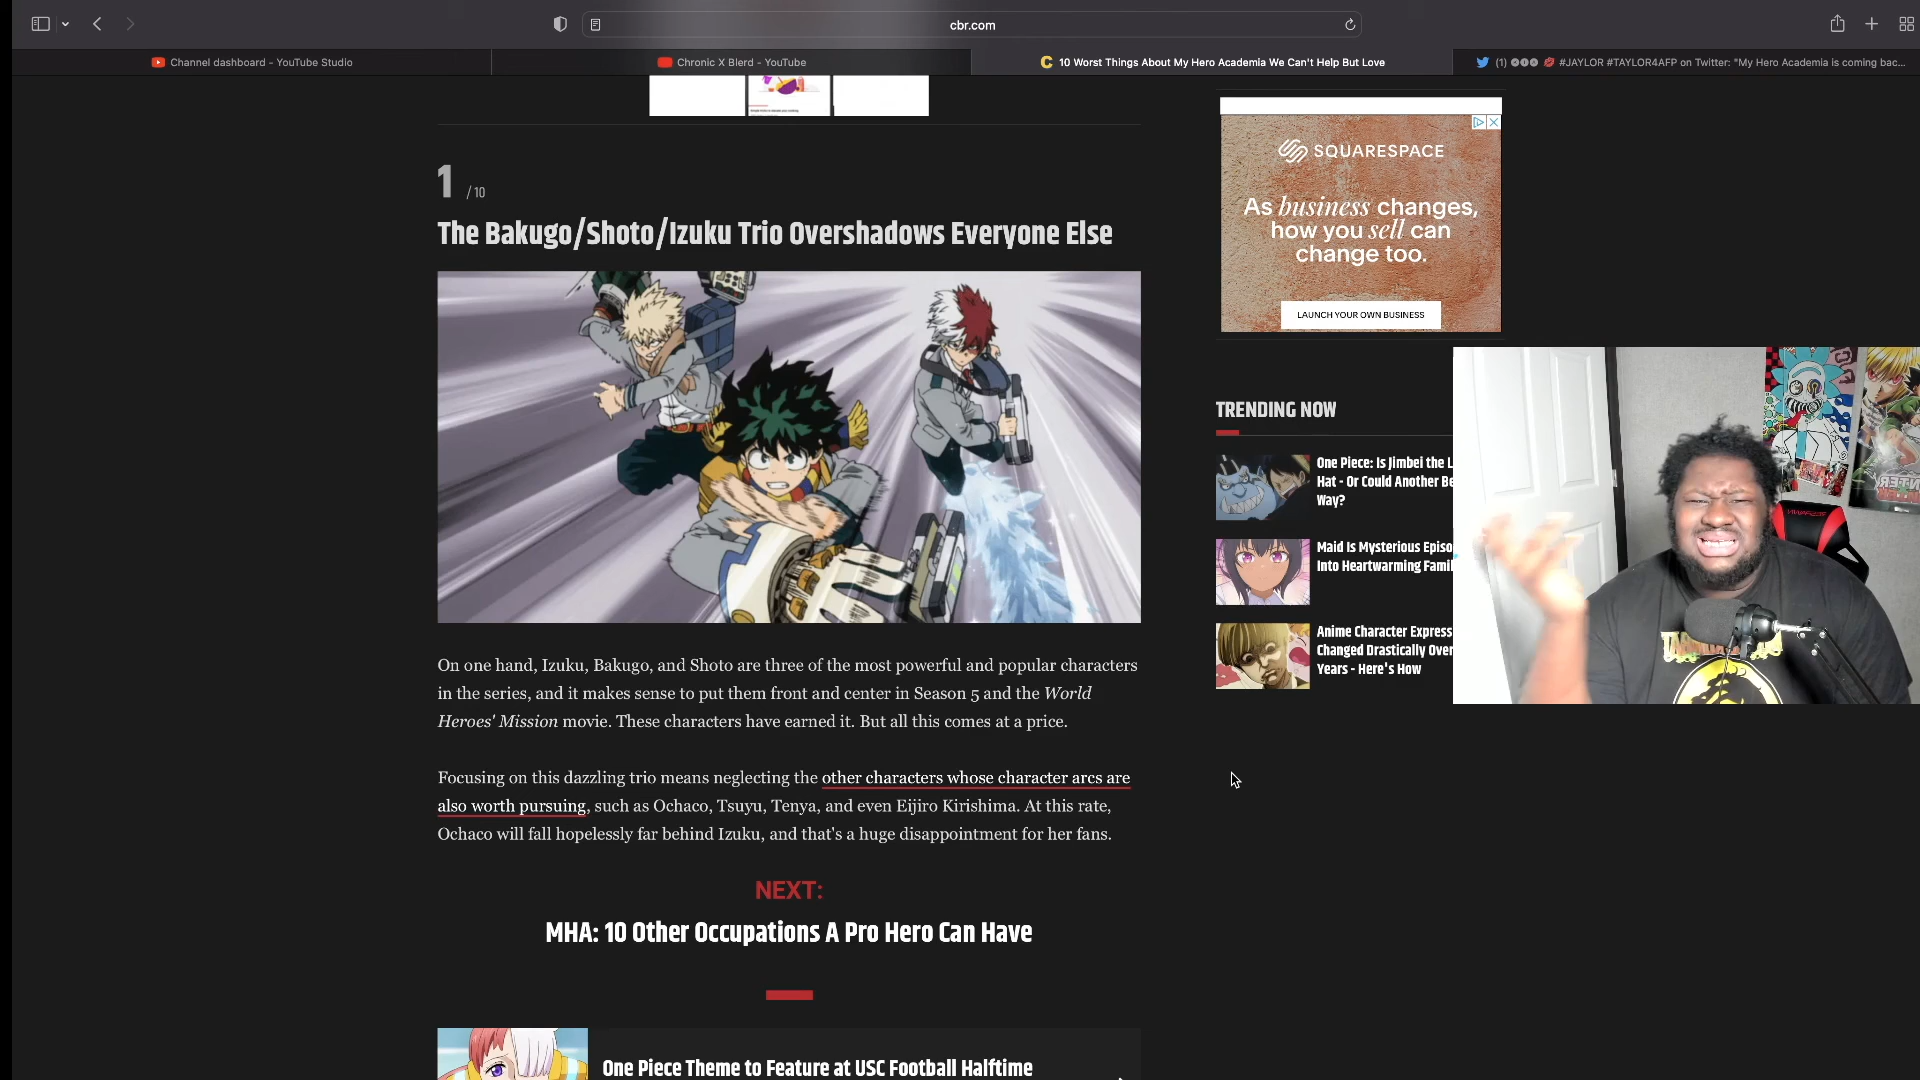 cbr.com
Channel dashboard - YouTube Studio
Chronic X Blerd - YouTube
10 Worst Things About My Hero Academia We Can't Help But Love
(1) #JAYLOR #TAYLOR4AFP on Twitter: "My Hero Academia is coming bac...
1 / 10
The Bakugo/Shoto/Izuku Trio Overshadows Everyone Else
On one hand, Izuku, Bakugo, and Shoto are three of the most powerful and popular characters
in the series, and it makes sense to put them front and center in Season 5 and the World
Heroes' Mission movie. These characters have earned it. But all this comes at a price.
Focusing on this dazzling trio means neglecting the other characters whose character arcs are
also worth pursuing, such as Ochaco, Tsuyu, Tenya, and even Eijiro Kirishima. At this rate,
Ochaco will fall hopelessly far behind Izuku, and that's a huge disappointment for her fans.
NEXT:
MHA: 10 Other Occupations A Pro Hero Can Have
One Piece Theme to Feature at USC Football Halftime
SQUARESPACE
As business changes,
how you sell can
change too.
LAUNCH YOUR OWN BUSINESS
TRENDING NOW
One Piece: Is Jimbei the L
Hat - Or Could Another Be
Way?
Maid Is Mysterious Episo
Into Heartwarming Famil
Anime Character Express
Changed Drastically Over
Years - Here's How